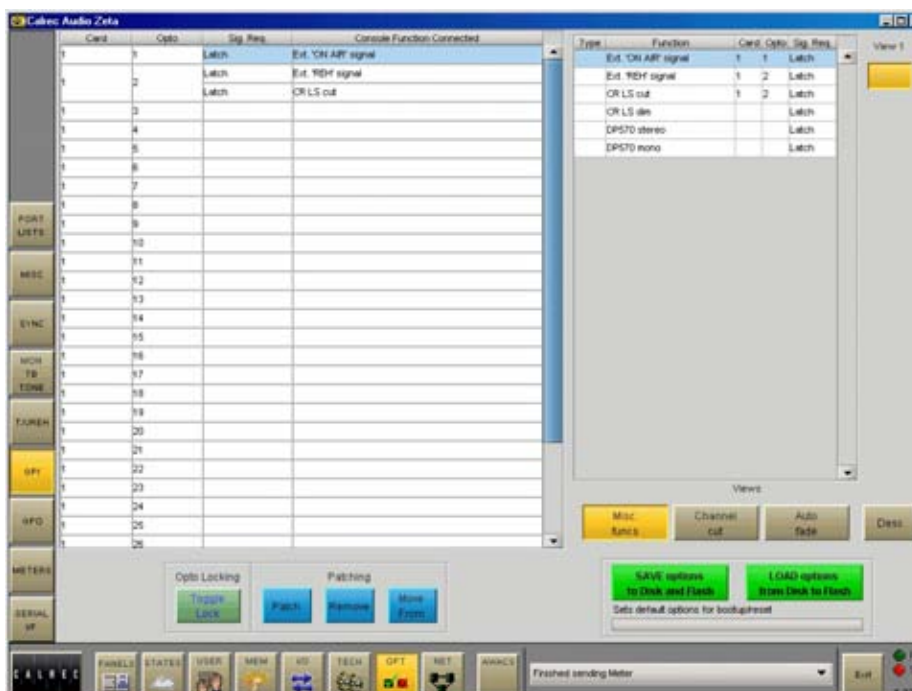 Calrec Audio Zeta
Card Opto Sig. Req. Console Function Connected
1 1 Latch Ext. 'ON AIR' signal
1 2 Latch Ext. 'REH' signal
Latch CR LS cut
1 3
1 4
1 5
1 6
1 7
1 8
1 9
1 10
1 11
1 12
1 13
1 14
1 15
1 16
1 17
1 18
1 19
1 20
1 21
1 22
1 23
1 24
1 25
1 26
Type Function Card Opto Sig. Req.
Ext. 'ON AIR' signal 1 1 Latch
Ext. 'REH' signal 1 2 Latch
CR LS cut 1 2 Latch
CR LS dim Latch
DP570 stereo Latch
DP570 mono Latch
View 1
PORT
LISTS
MISC
SYNC
MON
TB
TONE
TX/REH
GPI
GPO
METERS
SERIAL
I/F
Views
Misc
funcs
Channel
cut
Auto
fade
Desc
Opto Locking
Toggle
Lock
Patching
Patch
Remove
Move
From
SAVE options
to Disk and Flash
LOAD options
from Disk to Flash
Sets default options for bootup/reset
CALREC
PANELS
STATES
USER
MEM
I/O
TECH
OPT
NET
AWACS
Finished sending Meter
Exit